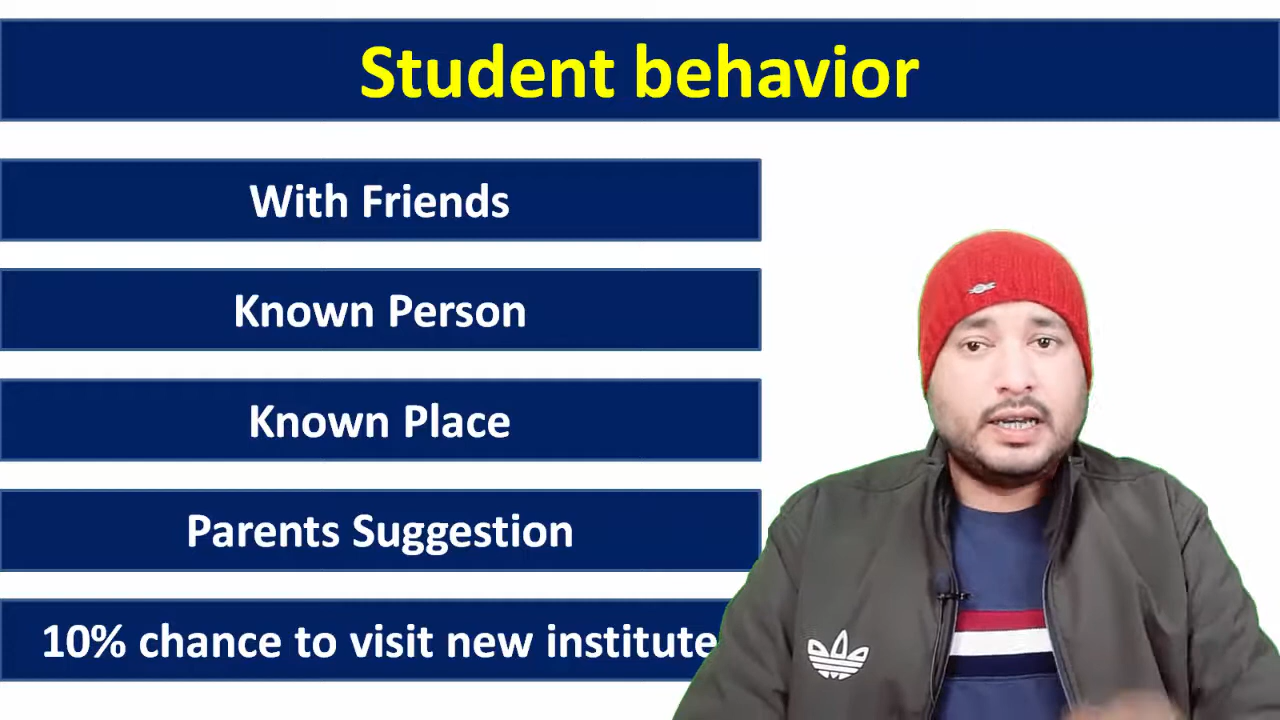 Student behavior
With Friends
Known Person
Known Place
Parents Suggestion
10% chance to visit new institute